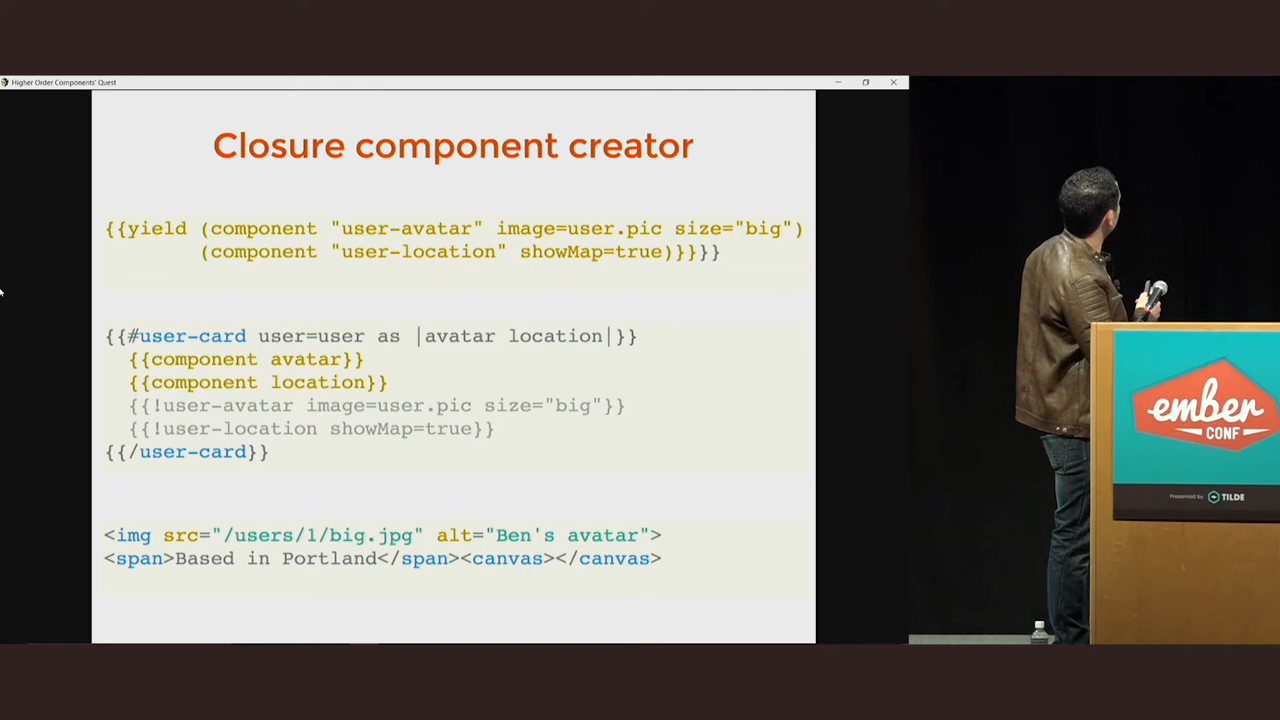 Higher Order Components' Quest
Closure component creator
{{yield (component "user-avatar" image=user.pic size="big")
(component "user-location" showMap=true)}}}}
{{#user-card user=user as |avatar location|}}
{{component avatar}}
{{component location}}
{{!user-avatar image=user.pic size="big"}}
{{!user-location showMap=true}}
{{/user-card}}
<img src="/users/1/big.jpg" alt="Ben's avatar">
<span>Based in Portland</span><canvas></canvas>
ember
CONF
Presented by TILDE